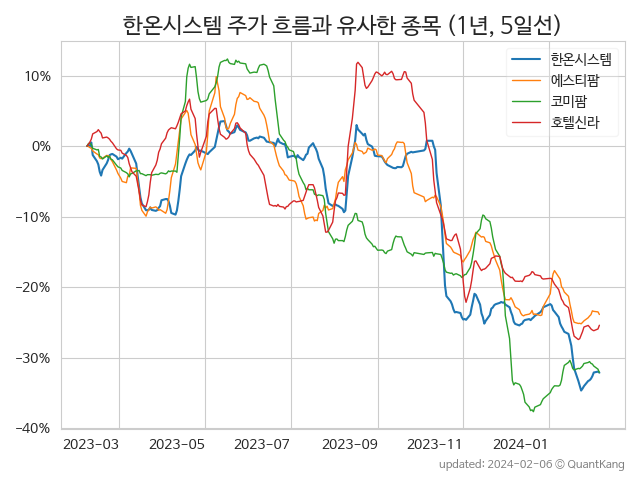 한온시스템 주가 흐름과 유사한 종목 (1년, 5일선)
한온시스템
에스티팜
코미팜
호텔신라
10%
0%
−10%
−20%
−30%
−40%
2023-03 2023-05 2023-07 2023-09 2023-11 2024-01
updated: 2024-02-06 © QuantKang